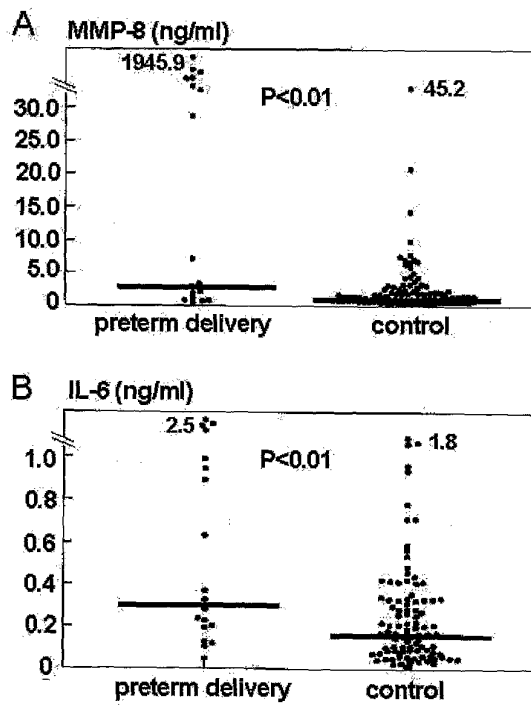 A
MMP-8 (ng/ml)
1945.9
P<0.01
45.2
30.0
25.0
20.0
15.0
10.0
5.0
0
preterm delivery control
B
IL-6 (ng/ml)
2.5
1.8
P<0.01
1.0
0.8
0.6
0.4
0.2
0
preterm delivery control